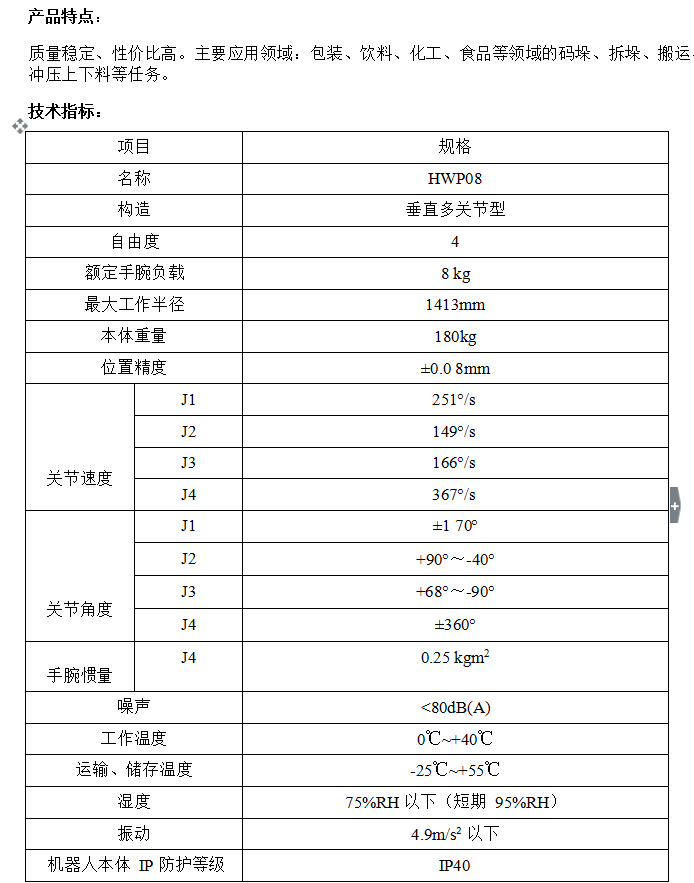 产品特点：
质量稳定、性价比高。主要应用领域：包装、饮料、化工、食品等领域的码垛、拆垛、搬运、
冲压上下料等任务。
技术指标：
项目 规格
名称 HWP08
构造 垂直多关节型
自由度 4
额定手腕负载 8 kg
最大工作半径 1413mm
本体重量 180kg
位置精度 ±0.0 8mm
关节速度
J1 251°/s
J2 149°/s
J3 166°/s
J4 367°/s
关节角度
J1 ±1 70°
J2 +90°～-40°
J3 +68°～-90°
J4 ±360°
手腕惯量 J4 0.25 kgm²
噪声 <80dB(A)
工作温度 0℃~+40℃
运输、储存温度 -25℃~+55℃
湿度 75%RH 以下（短期 95%RH）
振动 4.9m/s² 以下
机器人本体 IP 防护等级 IP40